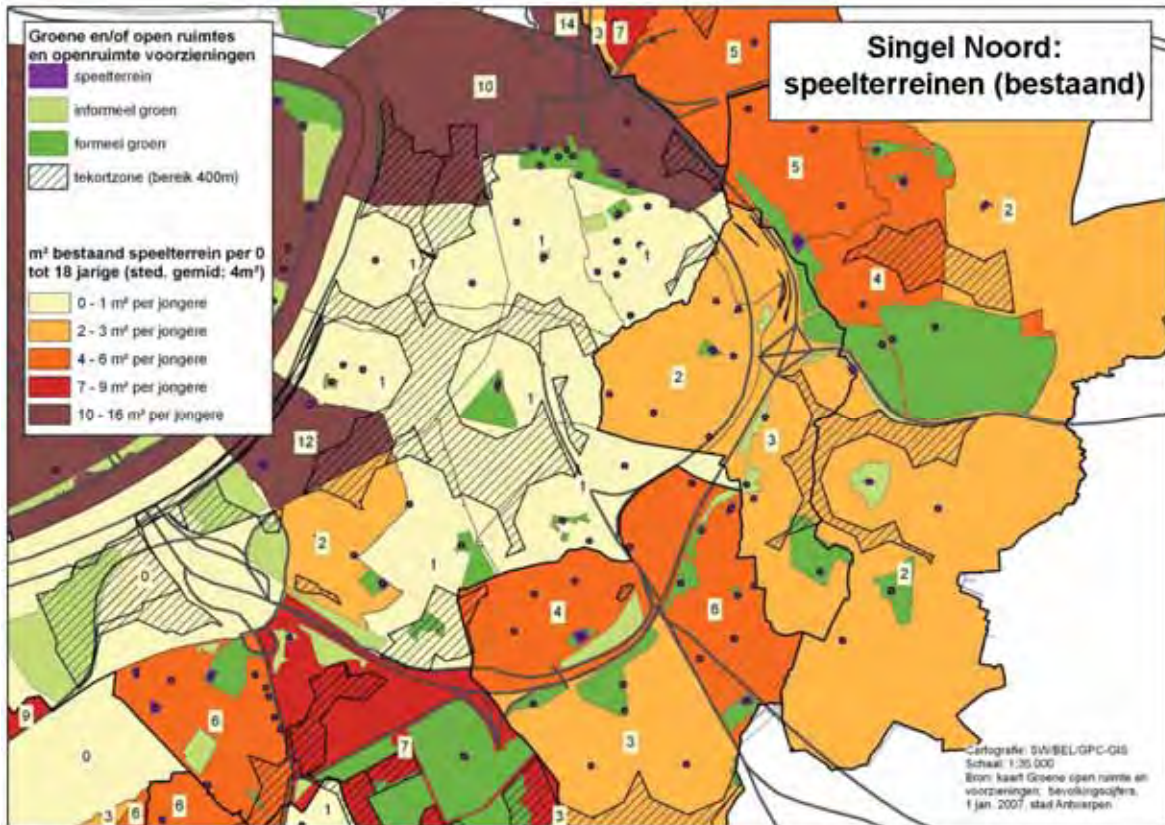 Groene en/of open ruimtes
en openruimte voorzieningen
speelterrein
informeel groen
formeel groen
tekortzone (bereik 400m)
m² bestaand speelterrein per 0
tot 18 jarige (sted. gemid: 4m²)
0 - 1 m² per jongere
2 - 3 m² per jongere
4 - 6 m² per jongere
7 - 9 m² per jongere
10 - 16 m² per jongere
Singel Noord:
speelterreinen (bestaand)
14
3
7
5
10
5
2
1
1
1
4
2
1
1
3
12
1
2
1
0
2
4
6
6
9
7
3
0
3
6
6
1
3
Cartografie: SW/BEL/GPC-GIS
Schaal: 1:35.000
Bron: kaart Groene open ruimte en
voorzieningen; bevolkingscijfers,
1 jan. 2007, stad Antwerpen